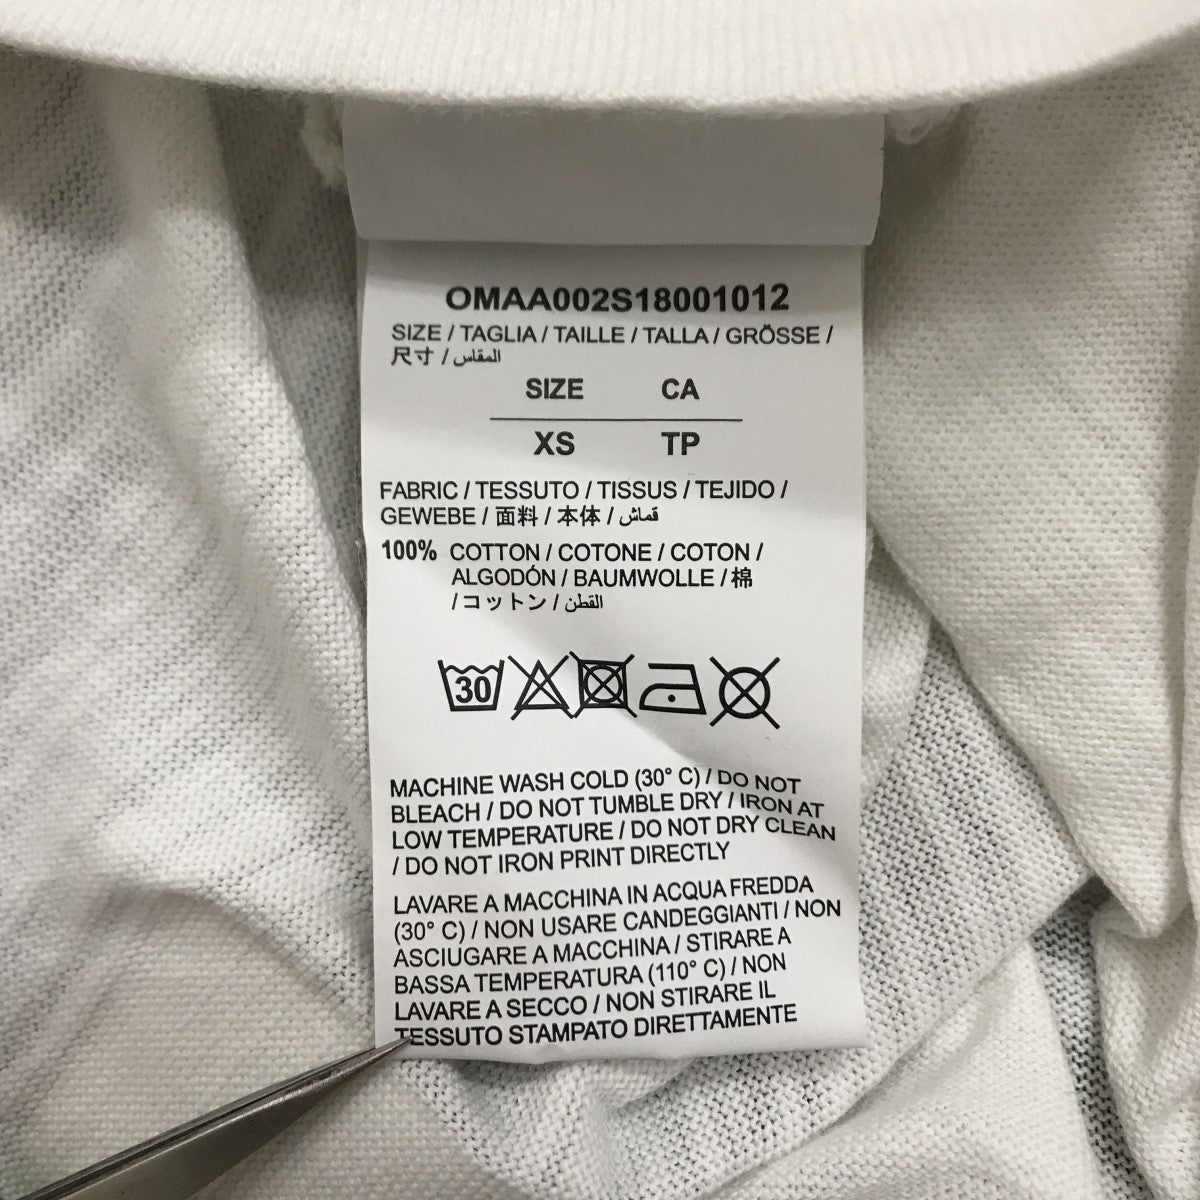 OMAA002S18001012
SIZE / TAGLIA / TAILLE / TALLA / GRÖSSE /
尺寸 / المقاس
SIZE CA
XS TP
FABRIC / TESSUTO / TISSUS / TEJIDO /
GEWEBE / 面料 / 本体 / قماش
100% COTTON / COTONE / COTON /
ALGODÓN / BAUMWOLLE / 棉
/ コットン / القطن
30
MACHINE WASH COLD (30° C) / DO NOT
BLEACH / DO NOT TUMBLE DRY / IRON AT
LOW TEMPERATURE / DO NOT DRY CLEAN
/ DO NOT IRON PRINT DIRECTLY
LAVARE A MACCHINA IN ACQUA FREDDA
(30° C) / NON USARE CANDEGGIANTI / NON
ASCIUGARE A MACCHINA / STIRARE A
BASSA TEMPERATURA (110° C) / NON
LAVARE A SECCO / NON STIRARE IL
TESSUTO STAMPATO DIRETTAMENTE